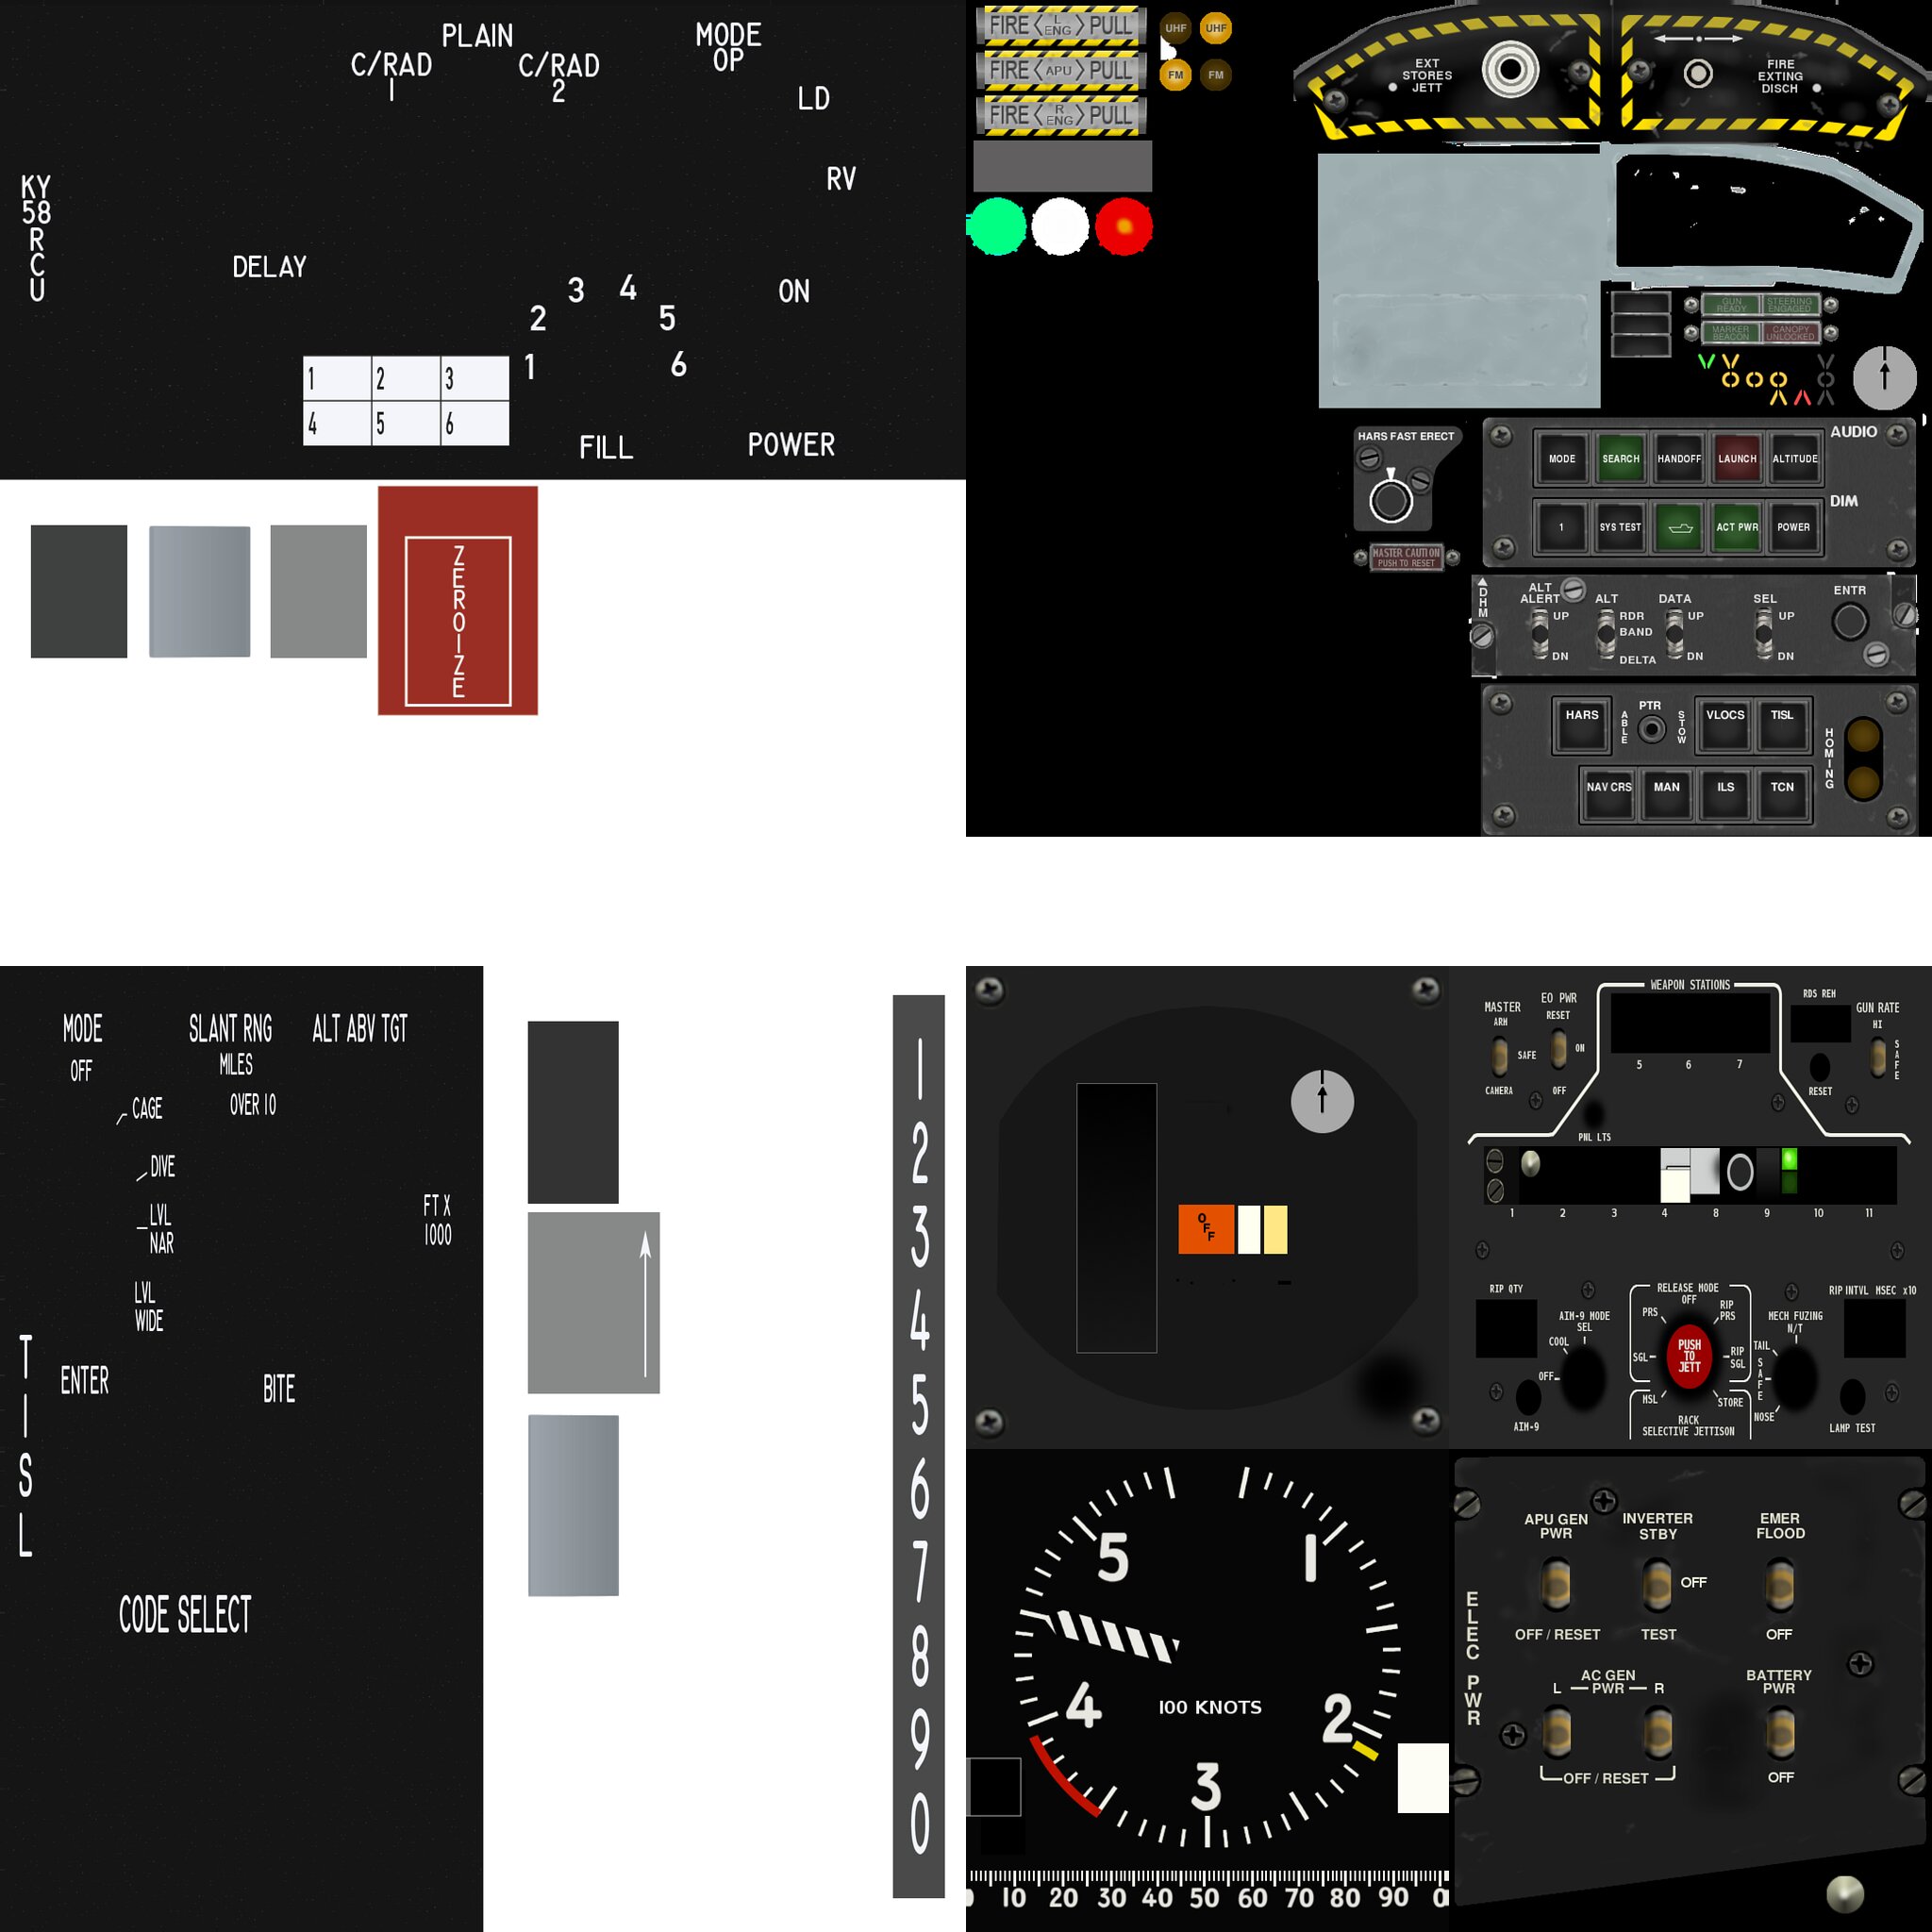 PLAIN
MODE
OP
C/RAD
1
C/RAD
2
LD
RV
KY
58
R
C
U
DELAY
ON
1
2
3
4
5
6
1 2 3
4 5 6
FILL
POWER
ZEROIZE
FIRE L ENG PULL
FIRE APU PULL
FIRE R ENG PULL
UHF UHF
FM FM
EXT
STORES
JETT
FIRE
EXTING
DISCH
GUN
READY
STEERING
ENGAGED
MARKER
BEACON
CANOPY
UNLOCKED
HARS FAST ERECT
MASTER CAUTION
PUSH TO RESET
AUDIO
MODE SEARCH HANDOFF LAUNCH ALTITUDE
DIM
1 SYS TEST ACT PWR POWER
DHM
ALT
ALERT
UP
DN
ALT
RDR
BAND
DELTA
DATA
UP
DN
SEL
UP
DN
ENTR
HARS
ABLE
PTR
STOW
VLOCS
TISL
HOMING
NAV CRS MAN ILS TCN
MODE
OFF
CAGE
DIVE
LVL
NAR
LVL
WIDE
SLANT RNG
MILES
OVER 10
ALT ABV TGT
FT X
1000
TISL
ENTER
BITE
CODE SELECT
1
2
3
4
5
6
7
8
9
0
OFF
WEAPON STATIONS
MASTER
ARM
SAFE
CAMERA
EO PWR
RESET
ON
OFF
5 6 7
RDS REM
RESET
GUN RATE
HI
SAFE
PNL LTS
1 2 3 4 8 9 10 11
RIP QTY
AIM-9 MODE
SEL
COOL
OFF
AIM-9
RELEASE MODE
OFF
PRS
RIP
PRS
SGL
RIP
SGL
MSL
STORE
PUSH
TO
JETT
RACK
SELECTIVE JETTISON
MECH FUZING
N/T
TAIL
SAFE
NOSE
RIP INTVL MSEC x10
LAMP TEST
5
1
4
2
3
100 KNOTS
0 10 20 30 40 50 60 70 80 90 0
ELEC PWR
APU GEN
PWR
OFF / RESET
INVERTER
STBY
OFF
TEST
EMER
FLOOD
OFF
AC GEN
L PWR R
OFF / RESET
BATTERY
PWR
OFF